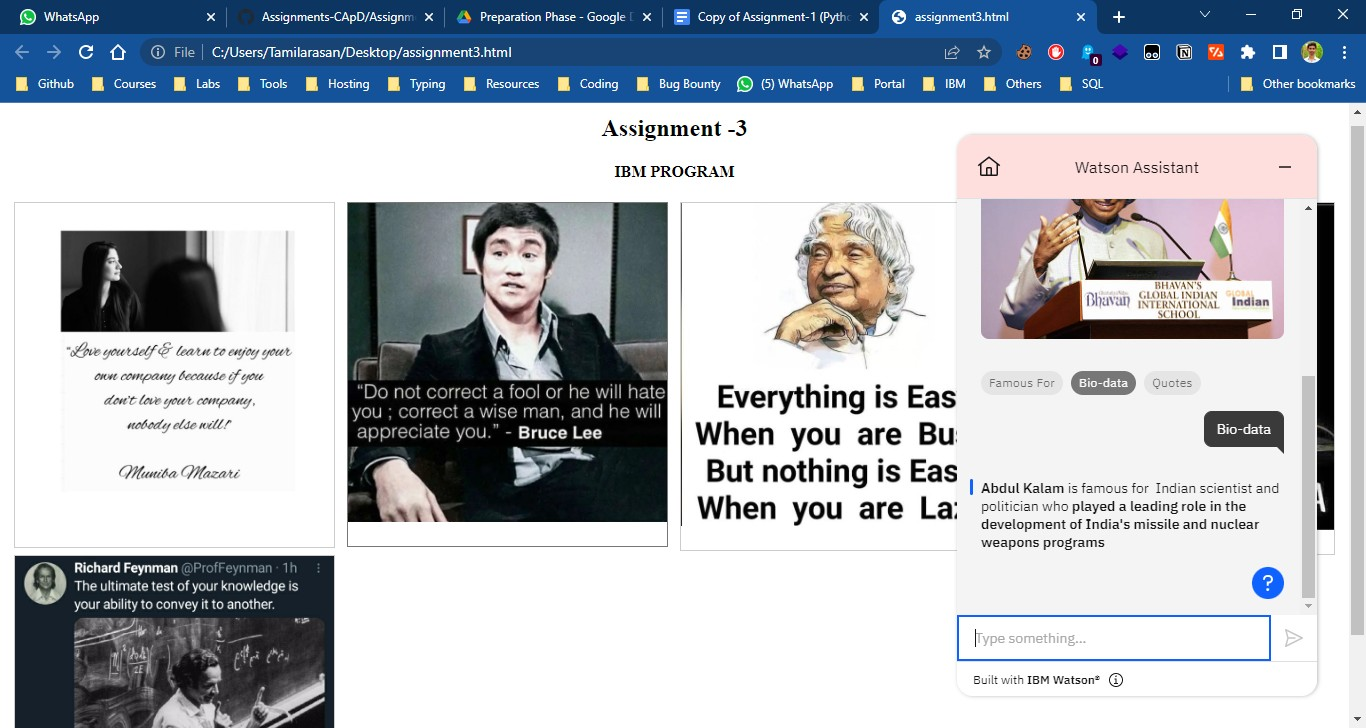 WhatsApp
Assignments-CApD/Assignm
Preparation Phase - Google D
Copy of Assignment-1 (Pytho
assignment3.html
File
C:/Users/Tamilarasan/Desktop/assignment3.html
0
Github
Courses
Labs
Tools
Hosting
Typing
Resources
Coding
Bug Bounty
(5) WhatsApp
Portal
IBM
Others
SQL
Other bookmarks
Assignment -3
IBM PROGRAM
“Love yourself & learn to enjoy your
own company because if you
don't love your company,
nobody else will!"
Muniba Mazari
“Do not correct a fool or he will hate
you ; correct a wise man, and he will
appreciate you.” - Bruce Lee
Everything is Eas
When you are Bus
But nothing is Eas
When you are Laz
A
Richard Feynman @ProfFeynman · 1h
The ultimate test of your knowledge is
your ability to convey it to another.
Watson Assistant
Bhavan
BHAVAN'S
GLOBAL INDIAN
INTERNATIONAL
SCHOOL
GLOBAL
Indian
Famous For
Bio-data
Quotes
Bio-data
Abdul Kalam is famous for Indian scientist and
politician who played a leading role in the
development of India's missile and nuclear
weapons programs
?
Type something...
Built with IBM Watson®